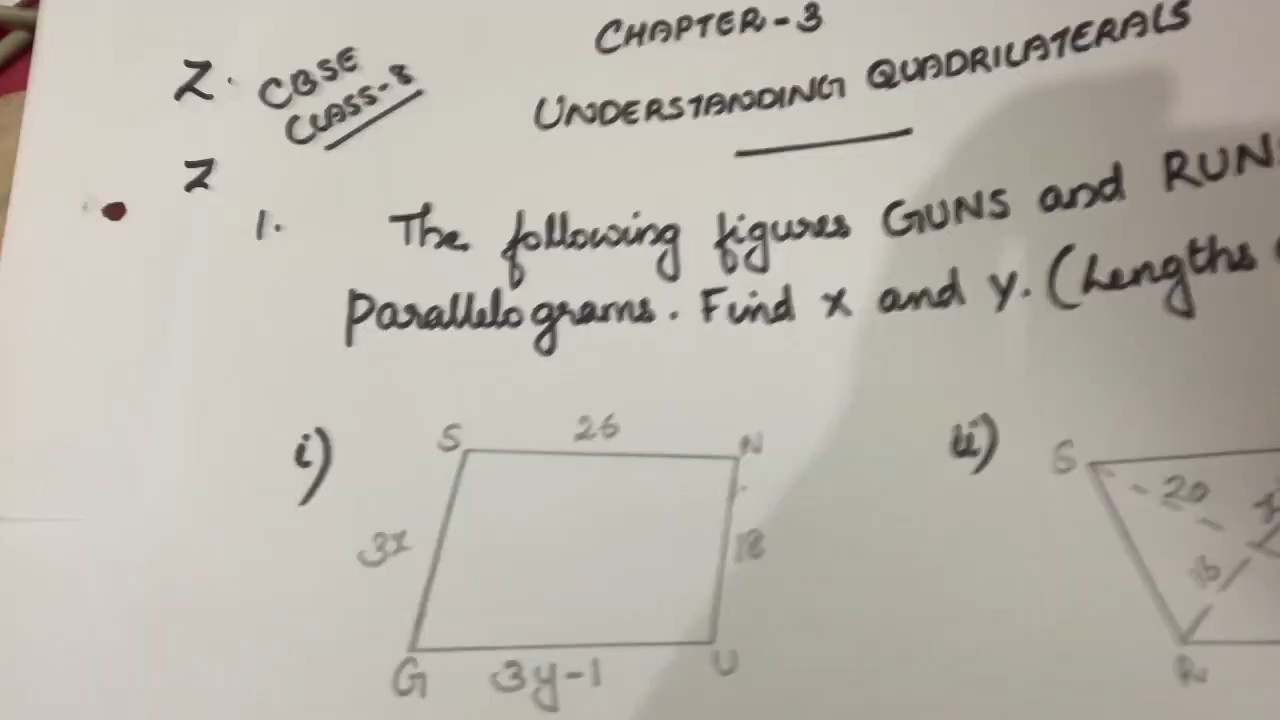 CHAPTER-3
Z. CBSE
CLASS-8
UNDERSTANDING QUADRILATERALS
Z
1. The following figures GUNS and RUNS
Parallelograms. Find x and y. (Lengths
i) S 26 N
3x 18
G 3y-1 U
ii) S 20
16
R